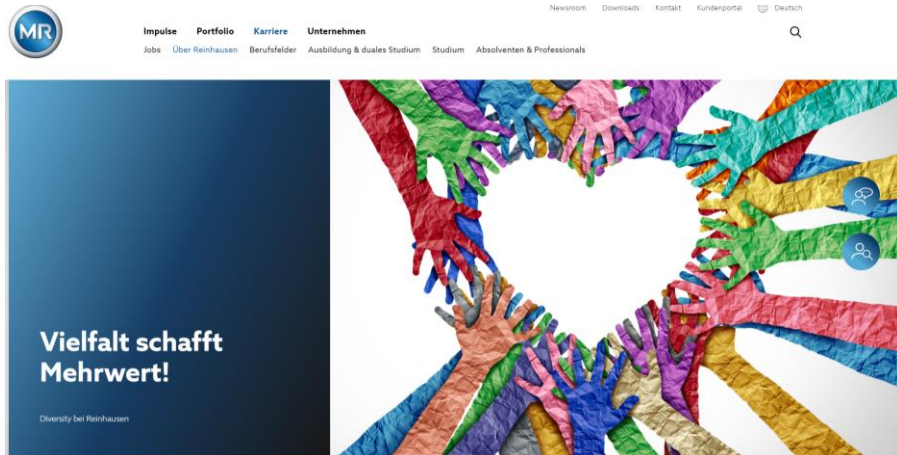 Newsroom Downloads Kontakt Kundenportal Deutsch
MR
Impulse Portfolio Karriere Unternehmen
Jobs Über Reinhausen Berufsfelder Ausbildung & duales Studium Studium Absolventen & Professionals
Vielfalt schafft
Mehrwert!
Diversity bei Reinhausen